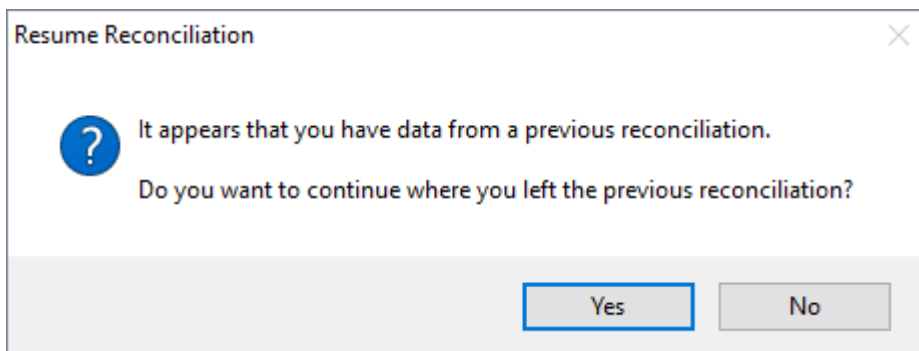 Resume Reconciliation
It appears that you have data from a previous reconciliation.
Do you want to continue where you left the previous reconciliation?
Yes
No